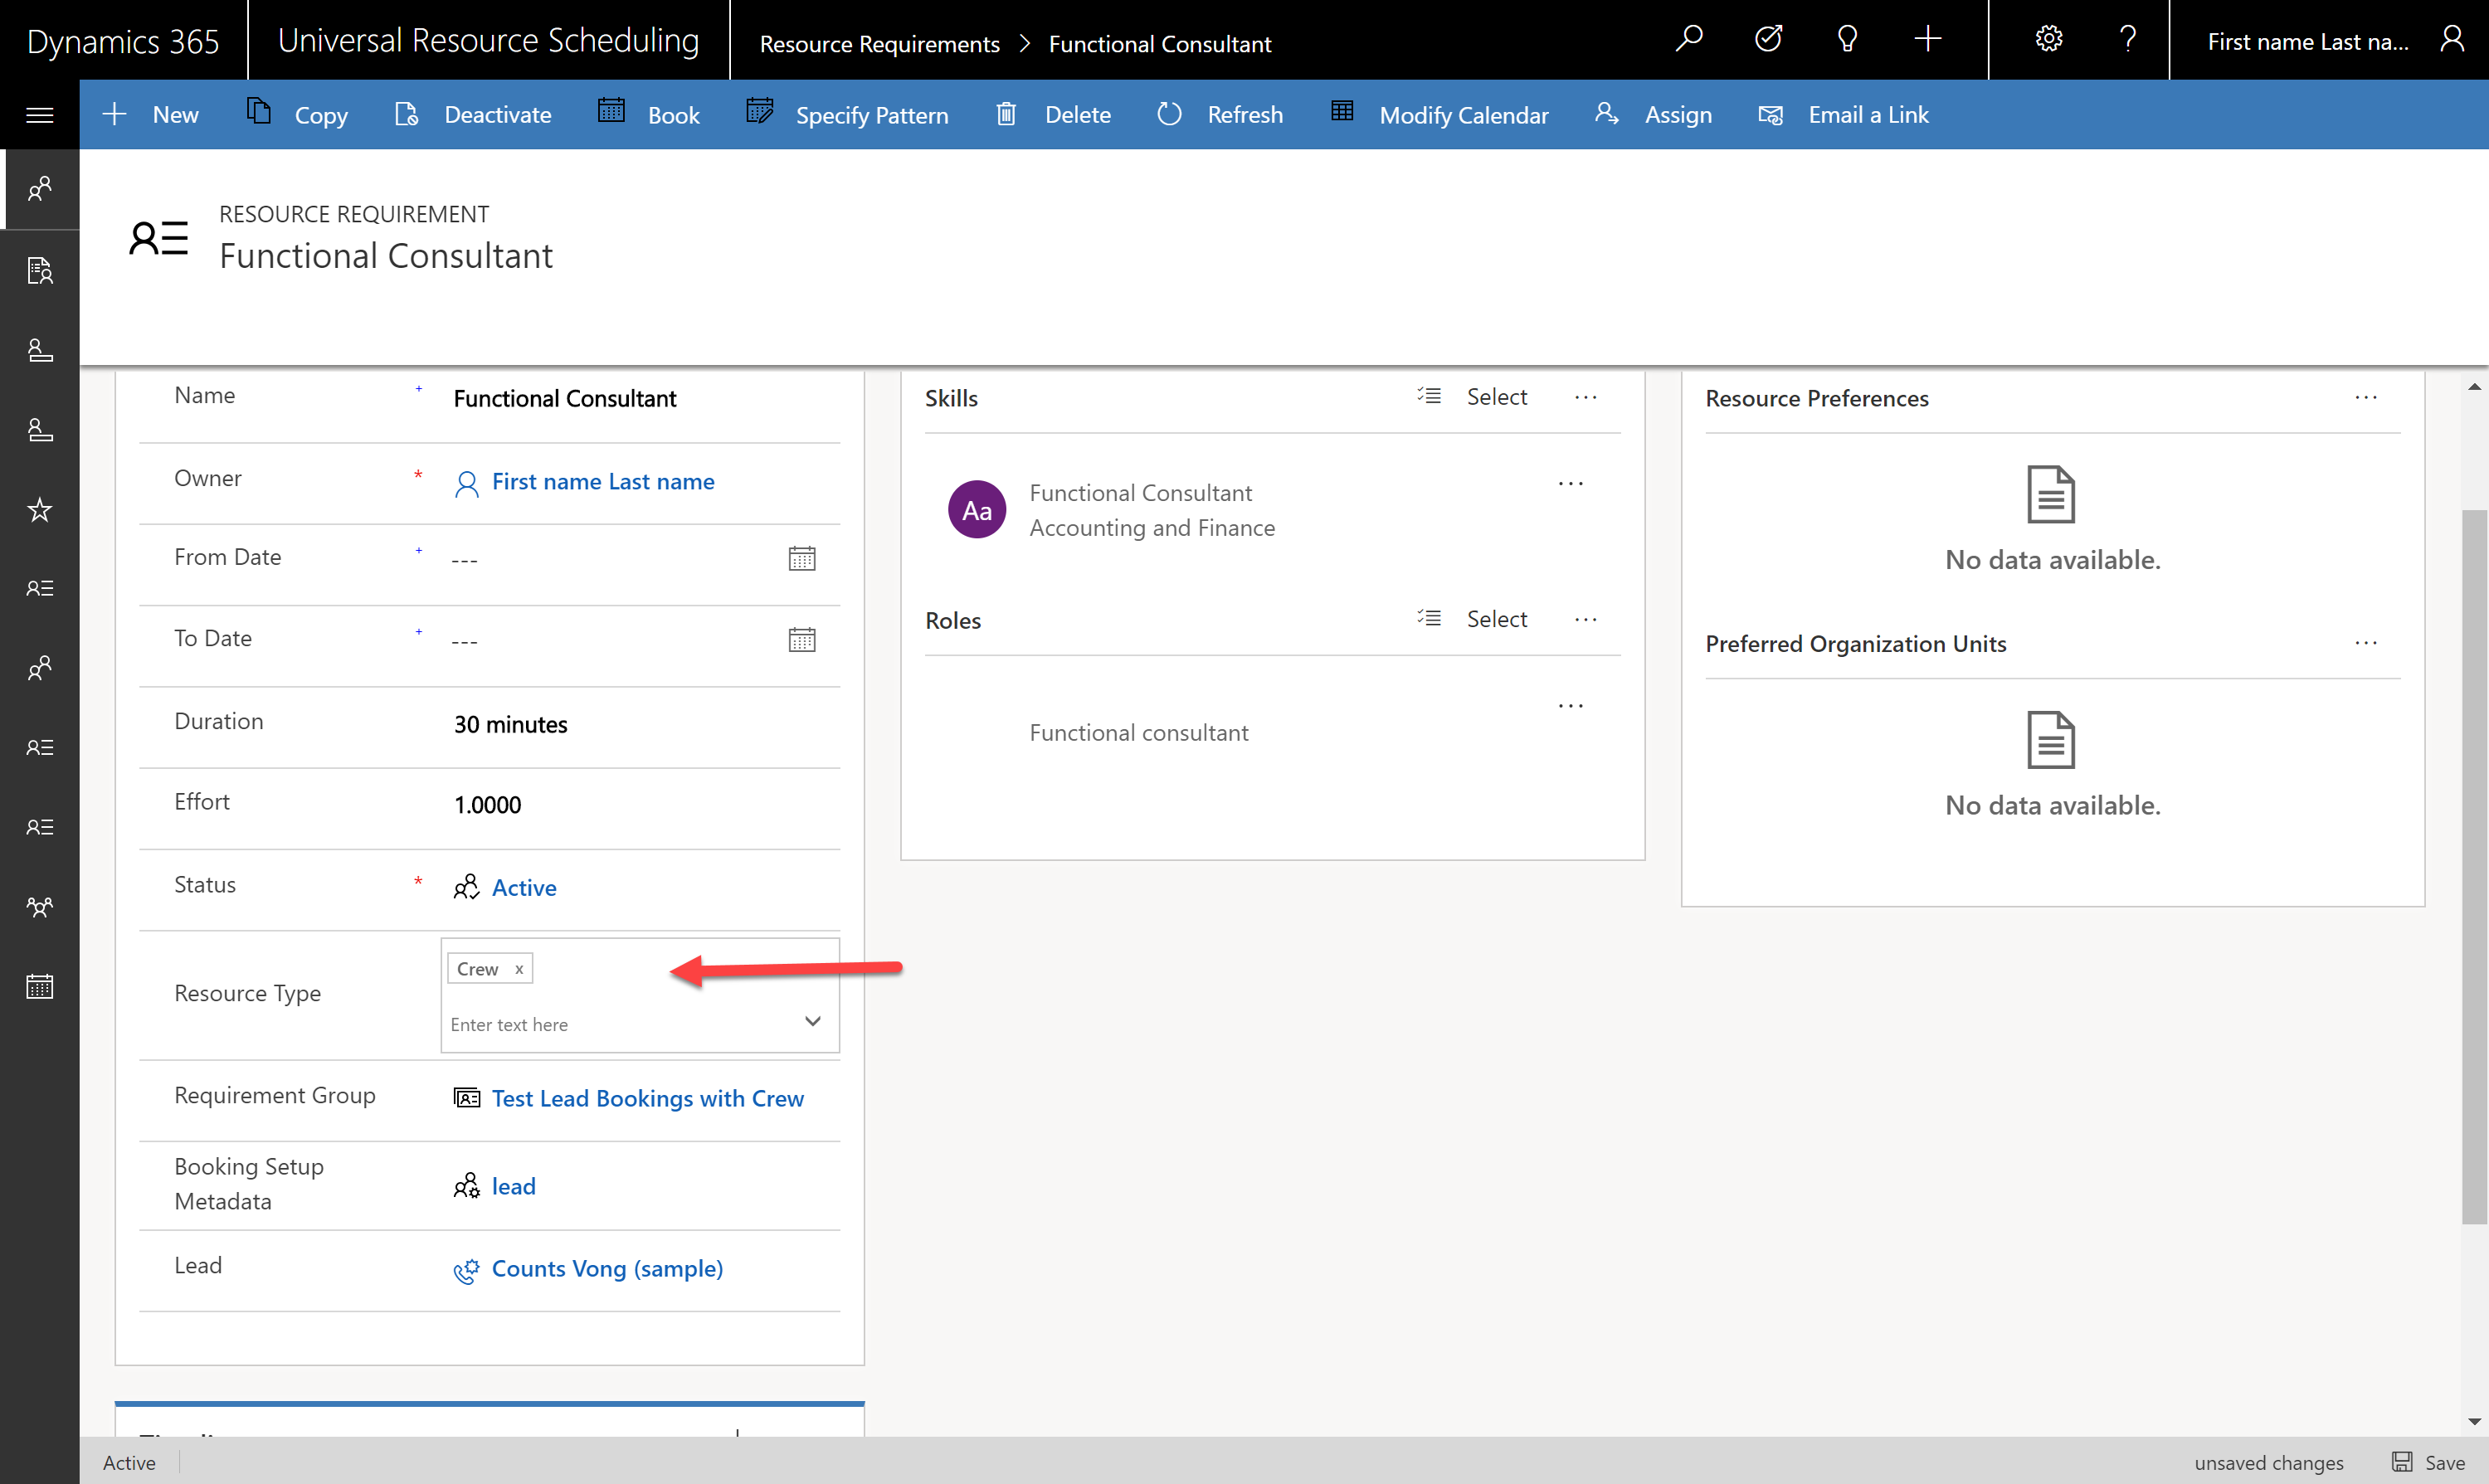 Dynamics 365
Universal Resource Scheduling
Resource Requirements > Functional Consultant
First name Last na...
New
Copy
Deactivate
Book
Specify Pattern
Delete
Refresh
Modify Calendar
Assign
Email a Link
RESOURCE REQUIREMENT
Functional Consultant
Name + Functional Consultant
Owner * First name Last name
From Date + ---
To Date + ---
Duration 30 minutes
Effort 1.0000
Status * Active
Resource Type
Crew x
Enter text here
Requirement Group Test Lead Bookings with Crew
Booking Setup
Metadata
lead
Lead Counts Vong (sample)
Skills
Select
...
Aa
Functional Consultant
Accounting and Finance
...
Roles
Select
...
Functional consultant
...
Resource Preferences
...
No data available.
Preferred Organization Units
...
No data available.
Active
unsaved changes
Save